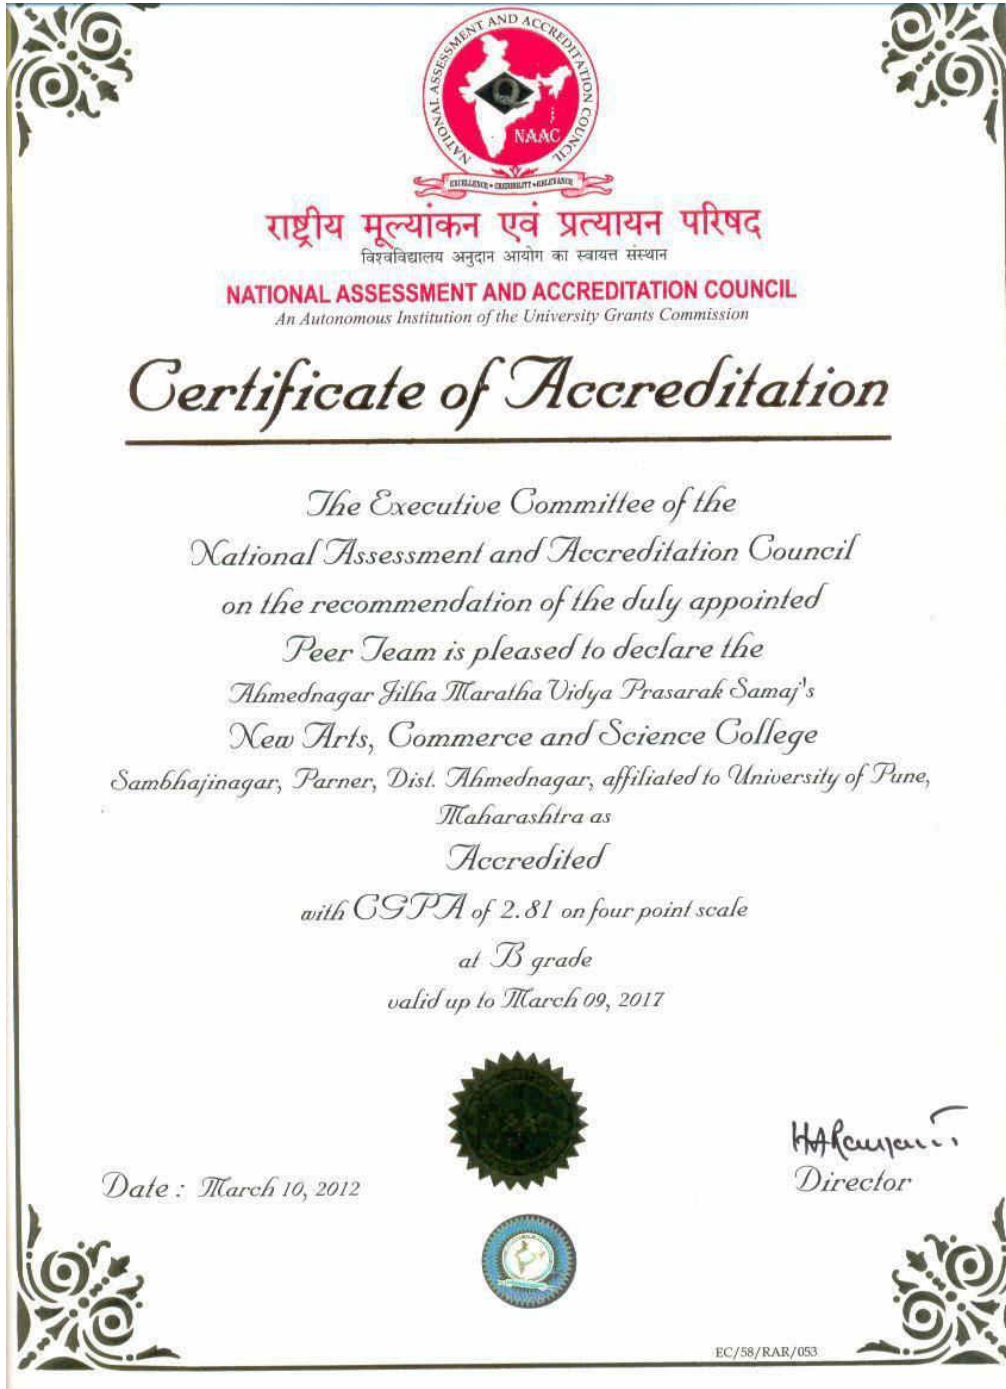 NATIONAL ASSESSMENT AND ACCREDITATION COUNCIL
NAAC
EXCELLENCE • CREDIBILITY • RELEVANCE
राष्ट्रीय मूल्यांकन एवं प्रत्यायन परिषद
विश्वविद्यालय अनुदान आयोग का स्वायत्त संस्थान
NATIONAL ASSESSMENT AND ACCREDITATION COUNCIL
An Autonomous Institution of the University Grants Commission
Certificate of Accreditation
The Executive Committee of the
National Assessment and Accreditation Council
on the recommendation of the duly appointed
Peer Team is pleased to declare the
Ahmednagar Jilha Maratha Vidya Prasarak Samaj's
New Arts, Commerce and Science College
Sambhajinagar, Parner, Dist. Ahmednagar, affiliated to University of Pune,
Maharashtra as
Accredited
with CGPA of 2.81 on four point scale
at B grade
valid up to March 09, 2017
Date : March 10, 2012
Director
EC/58/RAR/053